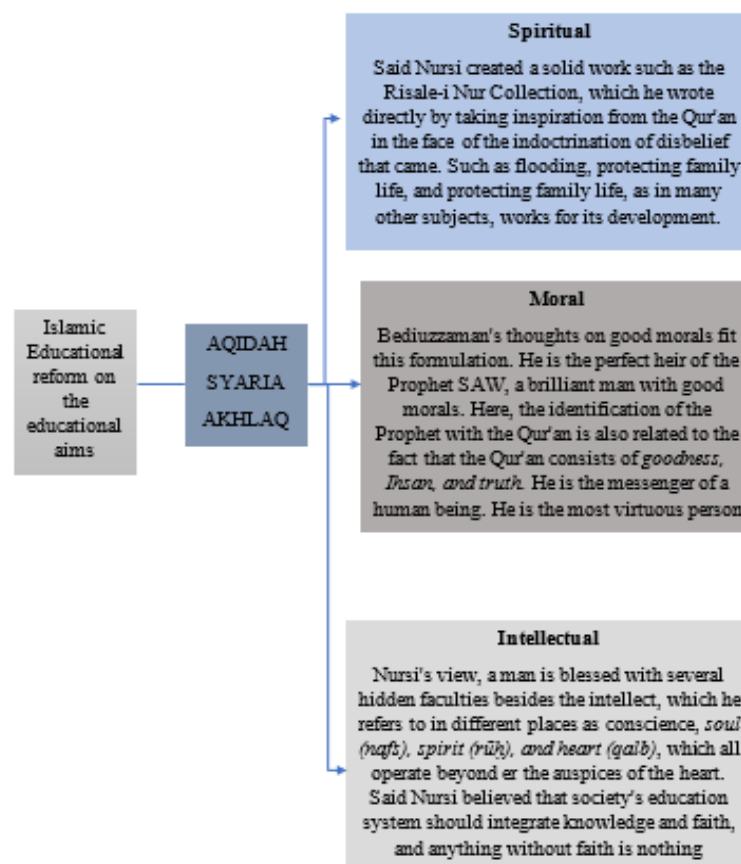 Islamic
Educational
reform on
the
educational
aims
AQIDAH
SYARIA
AKHLAQ
Spiritual
Said Nursi created a solid work such as the
Risale-i Nur Collection, which he wrote
directly by taking inspiration from the Qur'an
in the face of the indoctrination of disbelief
that came. Such as flooding, protecting family
life, and protecting family life, as in many
other subjects, works for its development.
Moral
Bediuzzaman's thoughts on good morals fit
this formulation. He is the perfect heir of the
Prophet SAW, a brilliant man with good
morals. Here, the identification of the
Prophet with the Qur'an is also related to the
fact that the Qur'an consists of goodness,
Ihsan, and truth. He is the messenger of a
human being. He is the most virtuous person
Intellectual
Nursi's view, a man is blessed with several
hidden faculties besides the intellect, which he
refers to in different places as conscience, soul
(nafs), spirit (rūḥ), and heart (qalb), which all
operate beyond er the auspices of the heart.
Said Nursi believed that society's education
system should integrate knowledge and faith,
and anything without faith is nothing